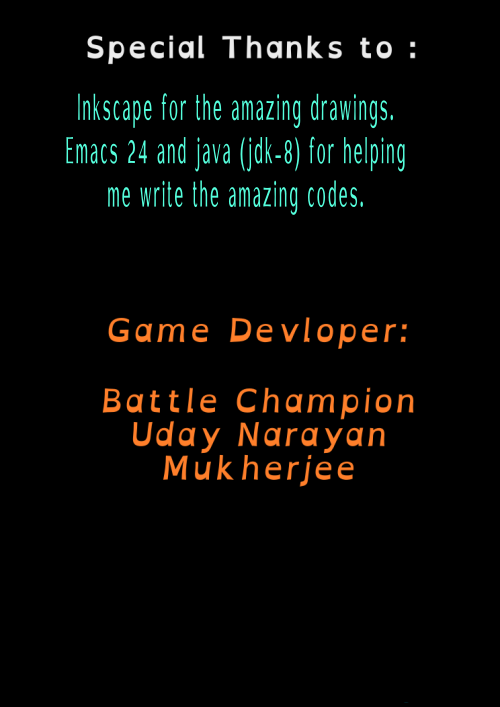 Special Thanks to :
Inkscape for the amazing drawings.
Emacs 24 and java (jdk-8) for helping
me write the amazing codes.
Game Devloper:
Battle Champion
Uday Narayan
Mukherjee